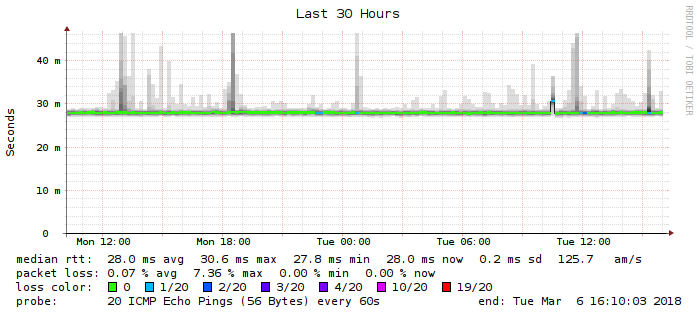 Last 30 Hours
RRDTOOL / TOBI OETIKER
Seconds
40 m
30 m
20 m
10 m
0
Mon 12:00 Mon 18:00 Tue 00:00 Tue 06:00 Tue 12:00
median rtt: 28.0 ms avg 30.6 ms max 27.8 ms min 28.0 ms now 0.2 ms sd 125.7 am/s
packet loss: 0.07 % avg 7.36 % max 0.00 % min 0.00 % now
loss color: 0 1/20 2/20 3/20 4/20 10/20 19/20
probe: 20 ICMP Echo Pings (56 Bytes) every 60s end: Tue Mar 6 16:10:03 2018